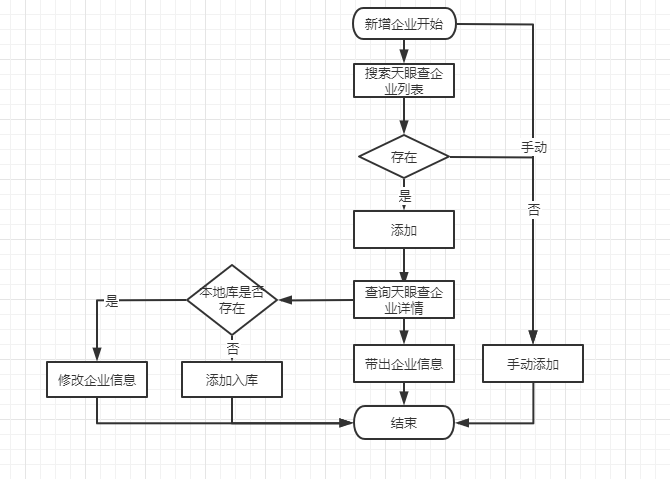 新增企业开始
搜索天眼查企
业列表
手动
存在
是
否
添加
本地库是否
存在
查询天眼查企
业详情
是
否
修改企业信息
添加入库
带出企业信息
手动添加
结束